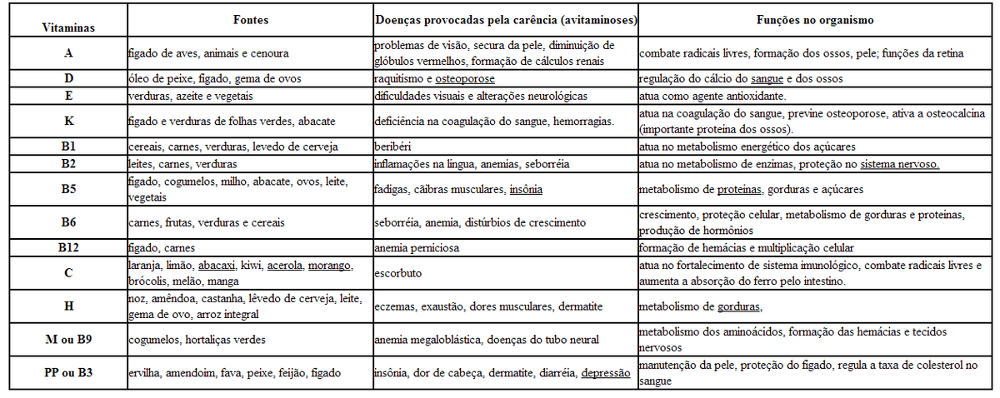 Vitaminas
Fontes
Doenças provocadas pela carência (avitaminoses)
Funções no organismo
A
fígado de aves, animais e cenoura
problemas de visão, secura da pele, diminuição de
glóbulos vermelhos, formação de cálculos renais
combate radicais livres, formação dos ossos, pele; funções da retina
D
óleo de peixe, fígado, gema de ovos
raquitismo e osteoporose
regulação do cálcio do sangue e dos ossos
E
verduras, azeite e vegetais
dificuldades visuais e alterações neurológicas
atua como agente antioxidante.
K
fígado e verduras de folhas verdes, abacate
deficiência na coagulação do sangue, hemorragias.
atua na coagulação do sangue, previne osteoporose, ativa a osteocalcina
(importante proteina dos ossos).
B1
cereais, carnes, verduras, levedo de cerveja
beribéri
atua no metabolismo energético dos açúcares
B2
leites, carnes, verduras
inflamações na lingua, anemias, seborréia
atua no metabolismo de enzimas, proteção no sistema nervoso.
B5
fígado, cogumelos, milho, abacate, ovos, leite,
vegetais
fadigas, cãibras musculares, insônia
metabolismo de proteínas, gorduras e açúcares
B6
carnes, frutas, verduras e cereais
seborréia, anemia, distúrbios de crescimento
crescimento, proteção celular, metabolismo de gorduras e proteinas,
produção de hormônios
B12
fígado, carnes
anemia perniciosa
formação de hemácias e multiplicação celular
C
laranja, limão, abacaxi, kiwi, acerola, morango,
brócolis, melão, manga
escorbuto
atua no fortalecimento de sistema imunológico, combate radicais livres e
aumenta a absorção do ferro pelo intestino.
H
noz, amêndoa, castanha, lêvedo de cerveja, leite,
gema de ovo, arroz integral
eczemas, exaustão, dores musculares, dermatite
metabolismo de gorduras,
M ou B9
cogumelos, hortaliças verdes
anemia megaloblástica, doenças do tubo neural
metabolismo dos aminoácidos, formação das hemácias e tecidos
nervosos
PP ou B3
ervilha, amendoim, fava, peixe, feijão, fígado
insônia, dor de cabeça, dermatite, diarréia, depressão
manutenção da pele, proteção do fígado, regula a taxa de colesterol no
sangue